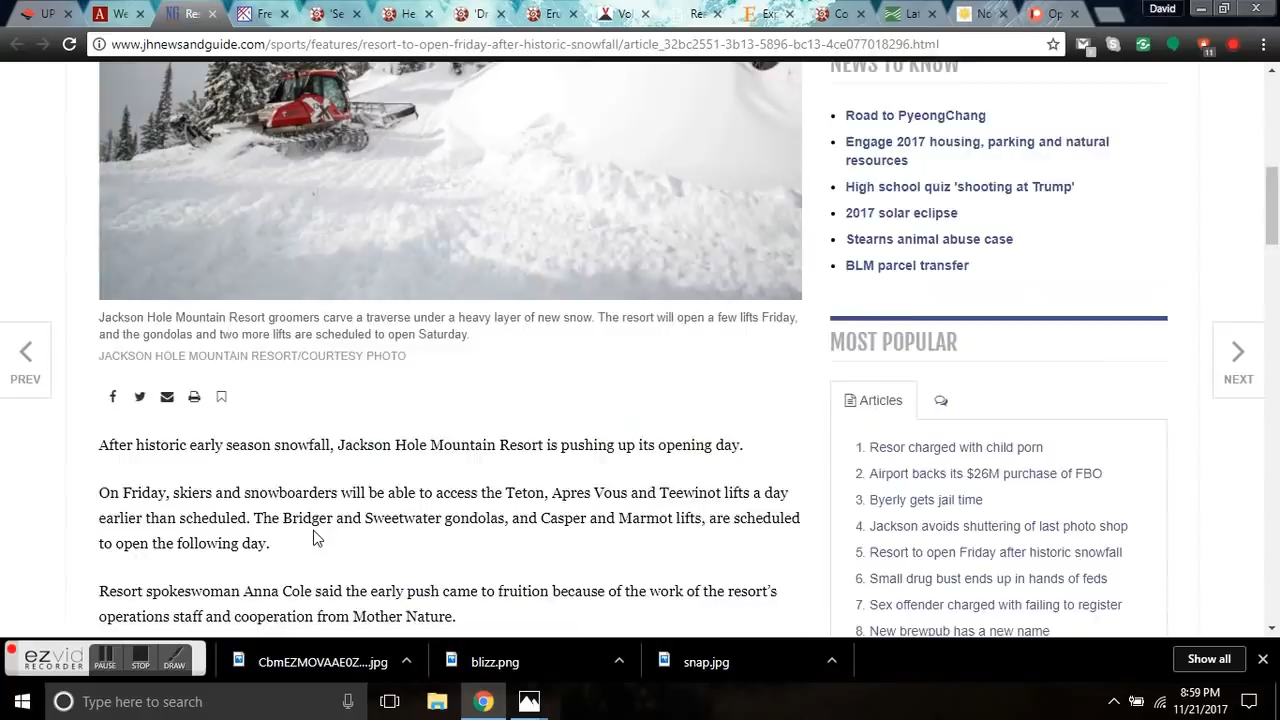 UP
A
W
NG
Res
Fre
'Se
He
'Dr
Eru
Vol
Re
E
Exp
Co
Lat
No
Op
David
www.jhnewsandguide.com/sports/features/resort-to-open-friday-after-historic-snowfall/article_32bc2551-3b13-5896-bc13-4ce077018296.html
11
NEWS TO KNOW
Road to PyeongChang
Engage 2017 housing, parking and natural
resources
High school quiz 'shooting at Trump'
2017 solar eclipse
Stearns animal abuse case
BLM parcel transfer
Jackson Hole Mountain Resort groomers carve a traverse under a heavy layer of new snow. The resort will open a few lifts Friday,
and the gondolas and two more lifts are scheduled to open Saturday.
JACKSON HOLE MOUNTAIN RESORT/COURTESY PHOTO
PREV
NEXT
MOST POPULAR
Articles
After historic early season snowfall, Jackson Hole Mountain Resort is pushing up its opening day.
On Friday, skiers and snowboarders will be able to access the Teton, Apres Vous and Teewinot lifts a day
earlier than scheduled. The Bridger and Sweetwater gondolas, and Casper and Marmot lifts, are scheduled
to open the following day.
Resort spokeswoman Anna Cole said the early push came to fruition because of the work of the resort's
operations staff and cooperation from Mother Nature.
1. Resor charged with child porn
2. Airport backs its $26M purchase of FBO
3. Byerly gets jail time
4. Jackson avoids shuttering of last photo shop
5. Resort to open Friday after historic snowfall
6. Small drug bust ends up in hands of feds
7. Sex offender charged with failing to register
8. New brewpub has a new name
ezvid
RECORDER
PAUSE
STOP
DRAW
CbmEZMOVAAE0Z....jpg
blizz.png
snap.jpg
Show all
Type here to search
8:59 PM
11/21/2017